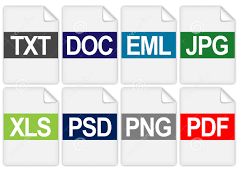 TXT DOC EML JPG
XLS PSD PNG PDF